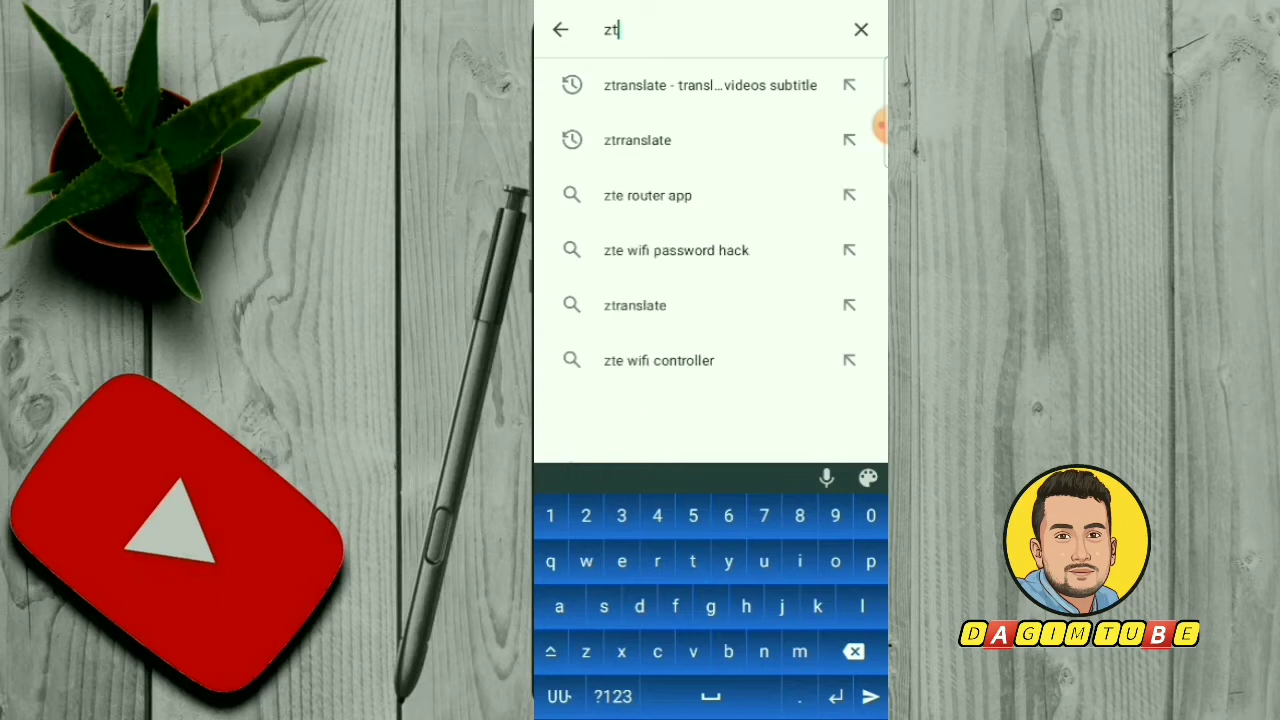 zt
ztranslate - transl...videos subtitle
ztrranslate
zte router app
zte wifi password hack
ztranslate
zte wifi controller
1 2 3 4 5 6 7 8 9 0
q w e r t y u i o p
a s d f g h j k l
z x c v b n m
?123 .
DAGIMTUBE